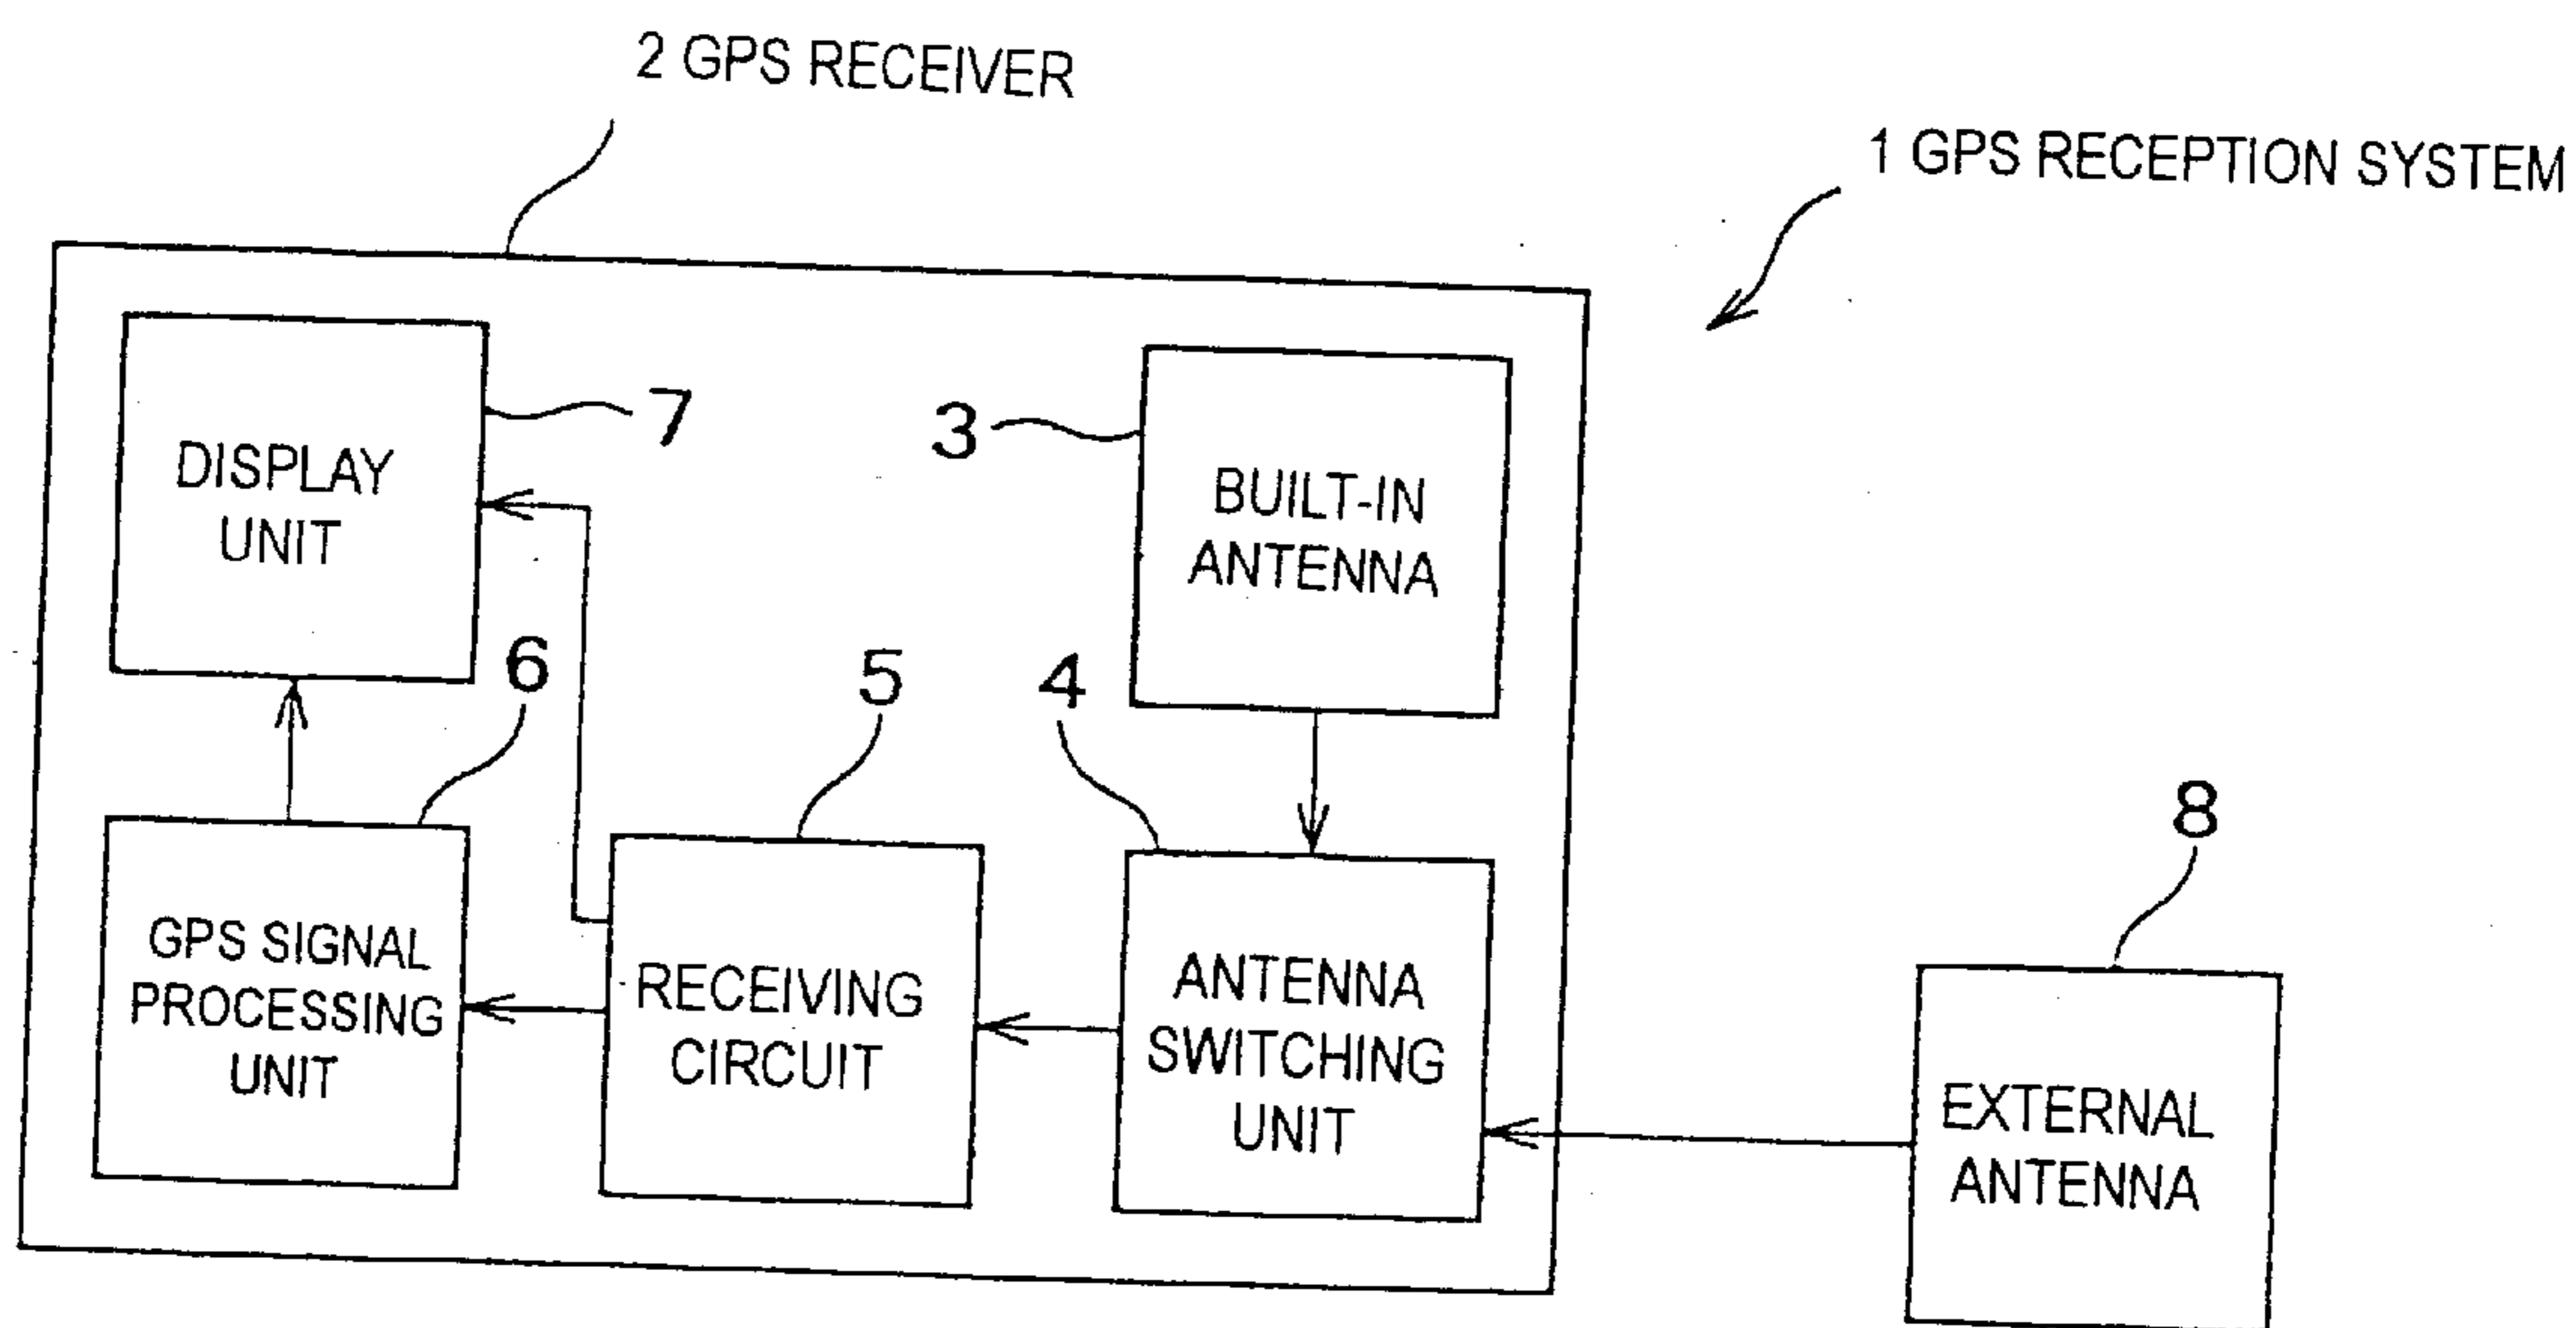 2 GPS RECEIVER
1 GPS RECEPTION SYSTEM
7
DISPLAY
UNIT
3
BUILT-IN
ANTENNA
6
5
4
8
GPS SIGNAL
PROCESSING
UNIT
RECEIVING
CIRCUIT
ANTENNA
SWITCHING
UNIT
EXTERNAL
ANTENNA